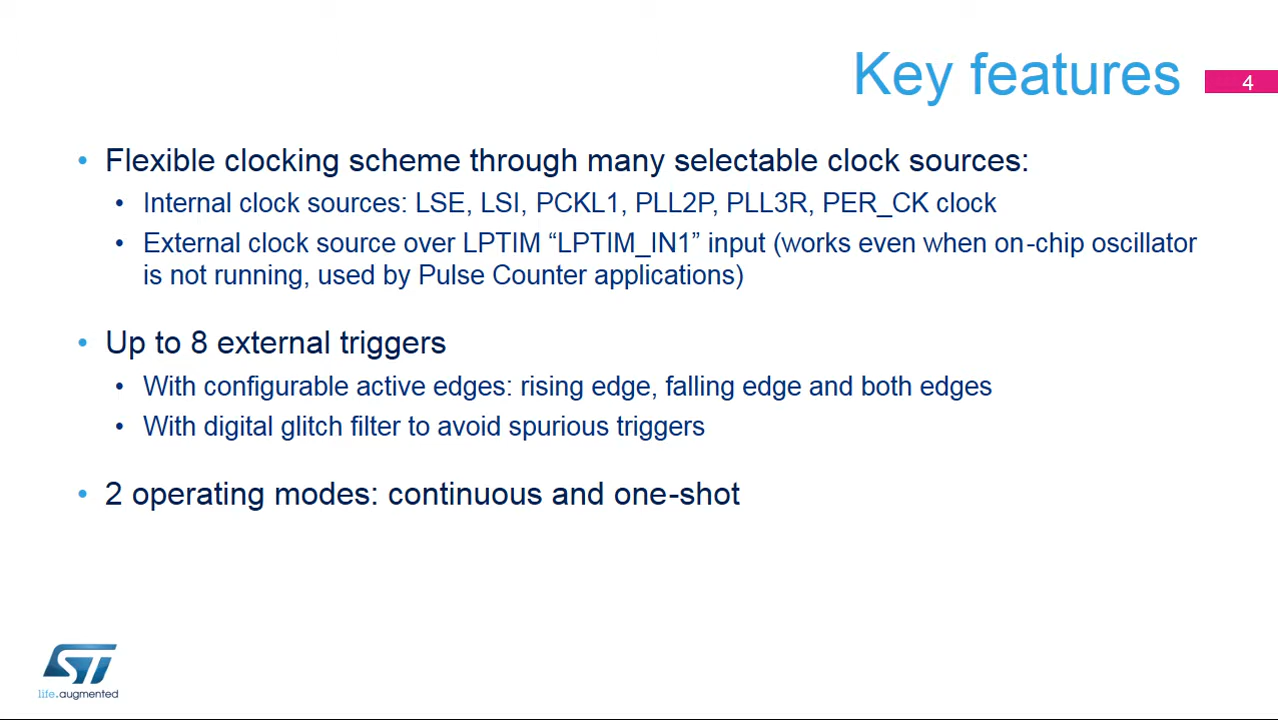 Key features
4
• Flexible clocking scheme through many selectable clock sources:
• Internal clock sources: LSE, LSI, PCKL1, PLL2P, PLL3R, PER_CK clock
• External clock source over LPTIM “LPTIM_IN1” input (works even when on-chip oscillator
is not running, used by Pulse Counter applications)
• Up to 8 external triggers
• With configurable active edges: rising edge, falling edge and both edges
• With digital glitch filter to avoid spurious triggers
• 2 operating modes: continuous and one-shot
ST
life.augmented